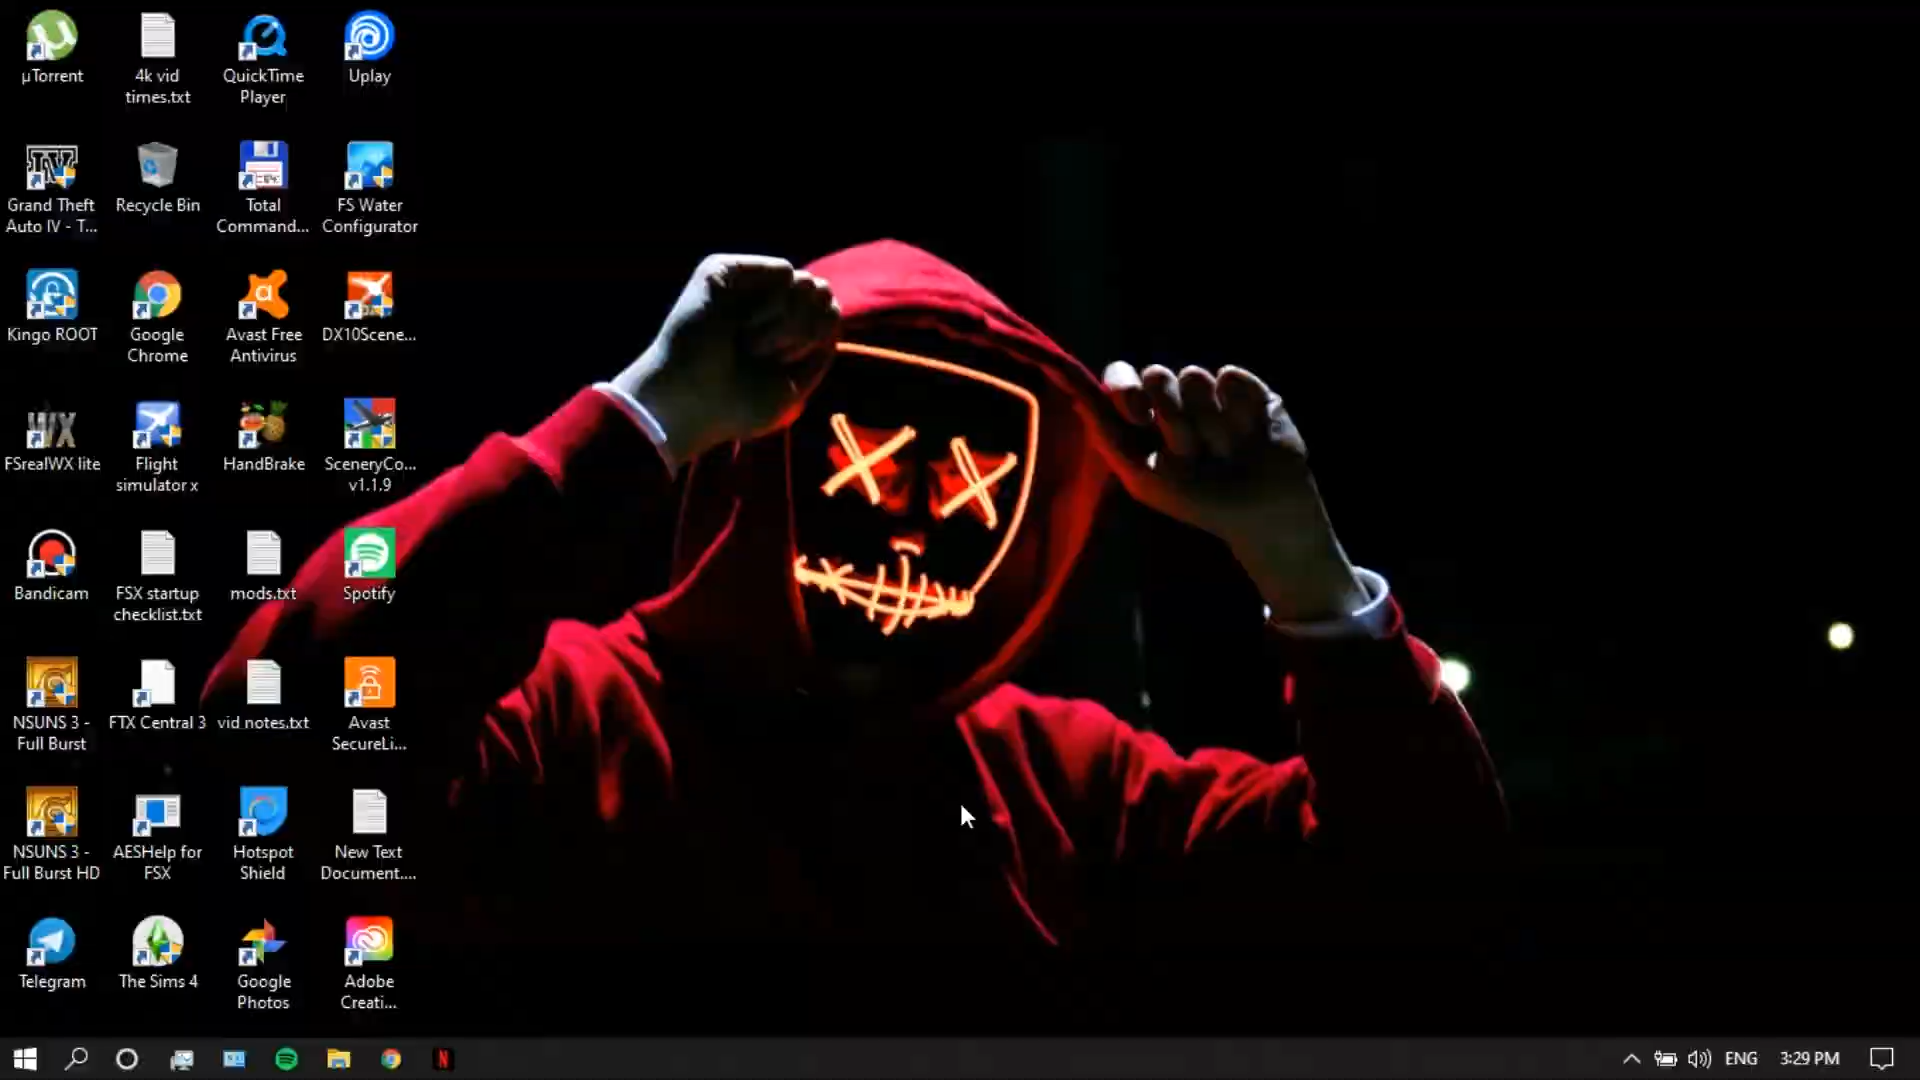 µTorrent
4k vid
times.txt
QuickTime
Player
Uplay
Grand Theft
Auto IV - T...
Recycle Bin
Total
Command...
FS Water
Configurator
Kingo ROOT
Google
Chrome
Avast Free
Antivirus
DX10Scene...
FSrealWX lite
Flight
simulator x
HandBrake
SceneryCo...
v1.1.9
Bandicam
FSX startup
checklist.txt
mods.txt
Spotify
NSUNS 3 -
Full Burst
FTX Central 3
vid notes.txt
Avast
SecureLi...
NSUNS 3 -
Full Burst HD
AESHelp for
FSX
Hotspot
Shield
New Text
Document....
Telegram
The Sims 4
Google
Photos
Adobe
Creati...
ENG
3:29 PM